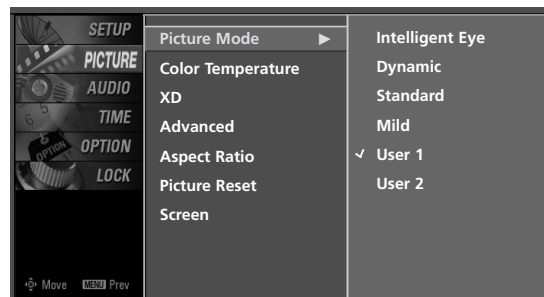 SETUP
PICTURE
AUDIO
TIME
OPTION
LOCK
Move MENU Prev
Picture Mode ►
Color Temperature
XD
Advanced
Aspect Ratio
Picture Reset
Screen
Intelligent Eye
Dynamic
Standard
Mild
✓ User 1
User 2